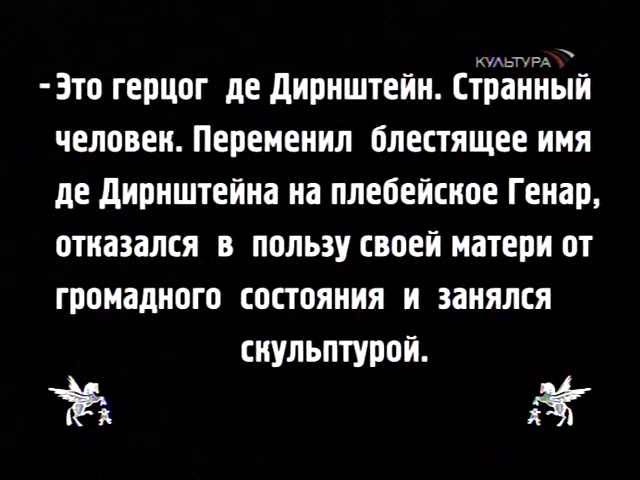 КУЛЬТУРА
- Это герцог де Дирнштейн. Странный
человек. Переменил блестящее имя
де Дирнштейна на плебейское Генар,
отказался в пользу своей матери от
громадного состояния и занялся
скульптурой.